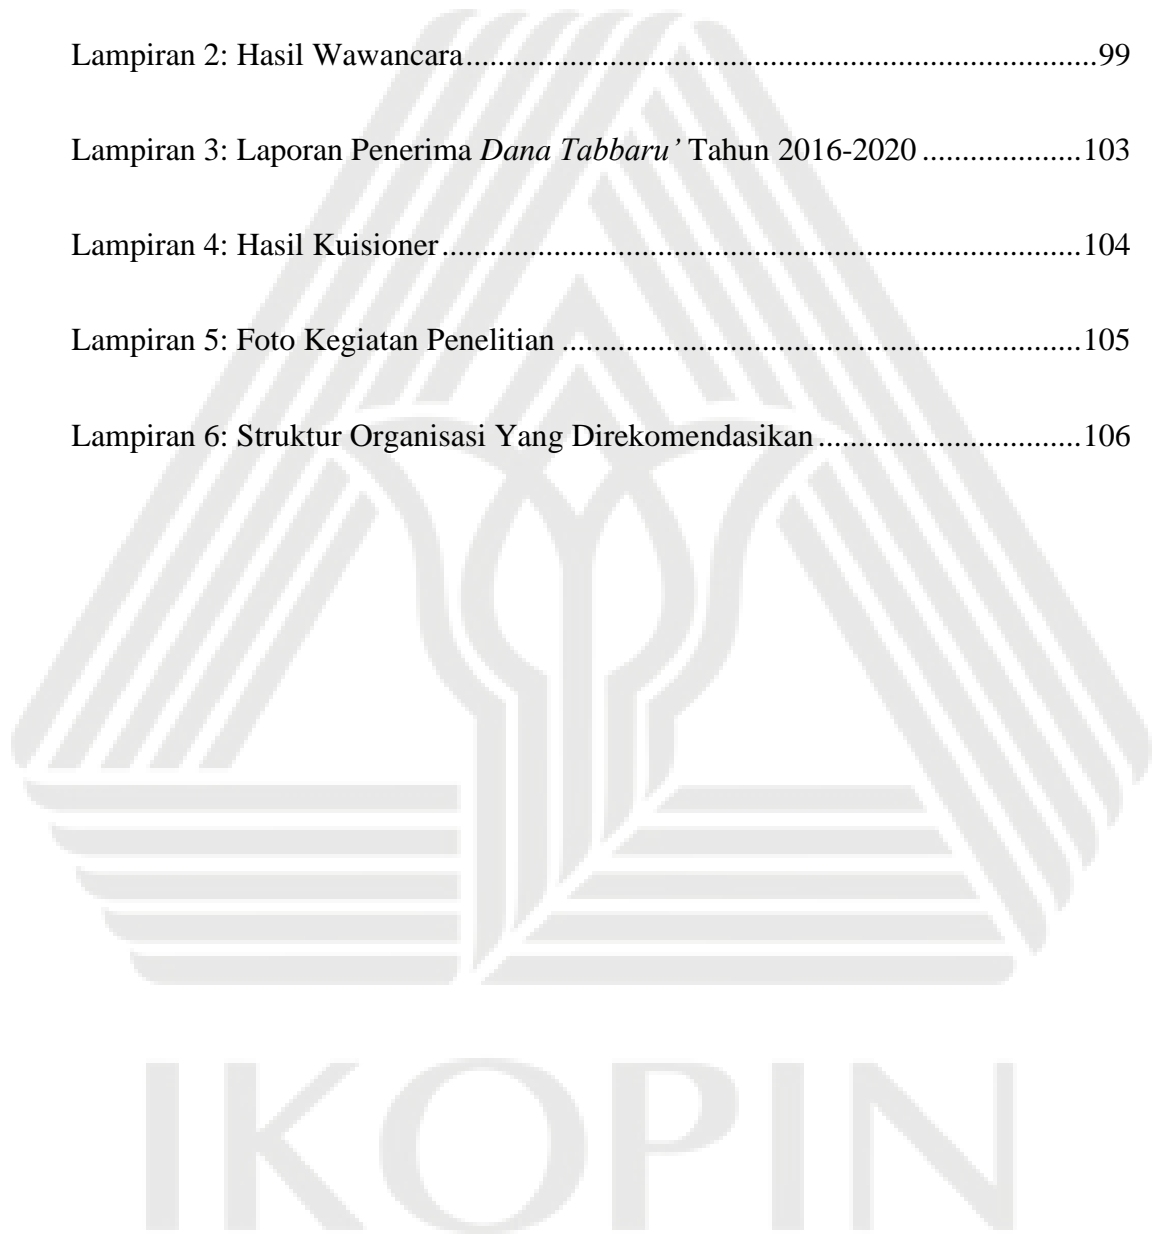 Lampiran 2: Hasil Wawancara...............................................................................99
Lampiran 3: Laporan Penerima Dana Tabbaru’ Tahun 2016-2020 ....................103
Lampiran 4: Hasil Kuisioner................................................................................104
Lampiran 5: Foto Kegiatan Penelitian .................................................................105
Lampiran 6: Struktur Organisasi Yang Direkomendasikan .................................106
IKOPIN